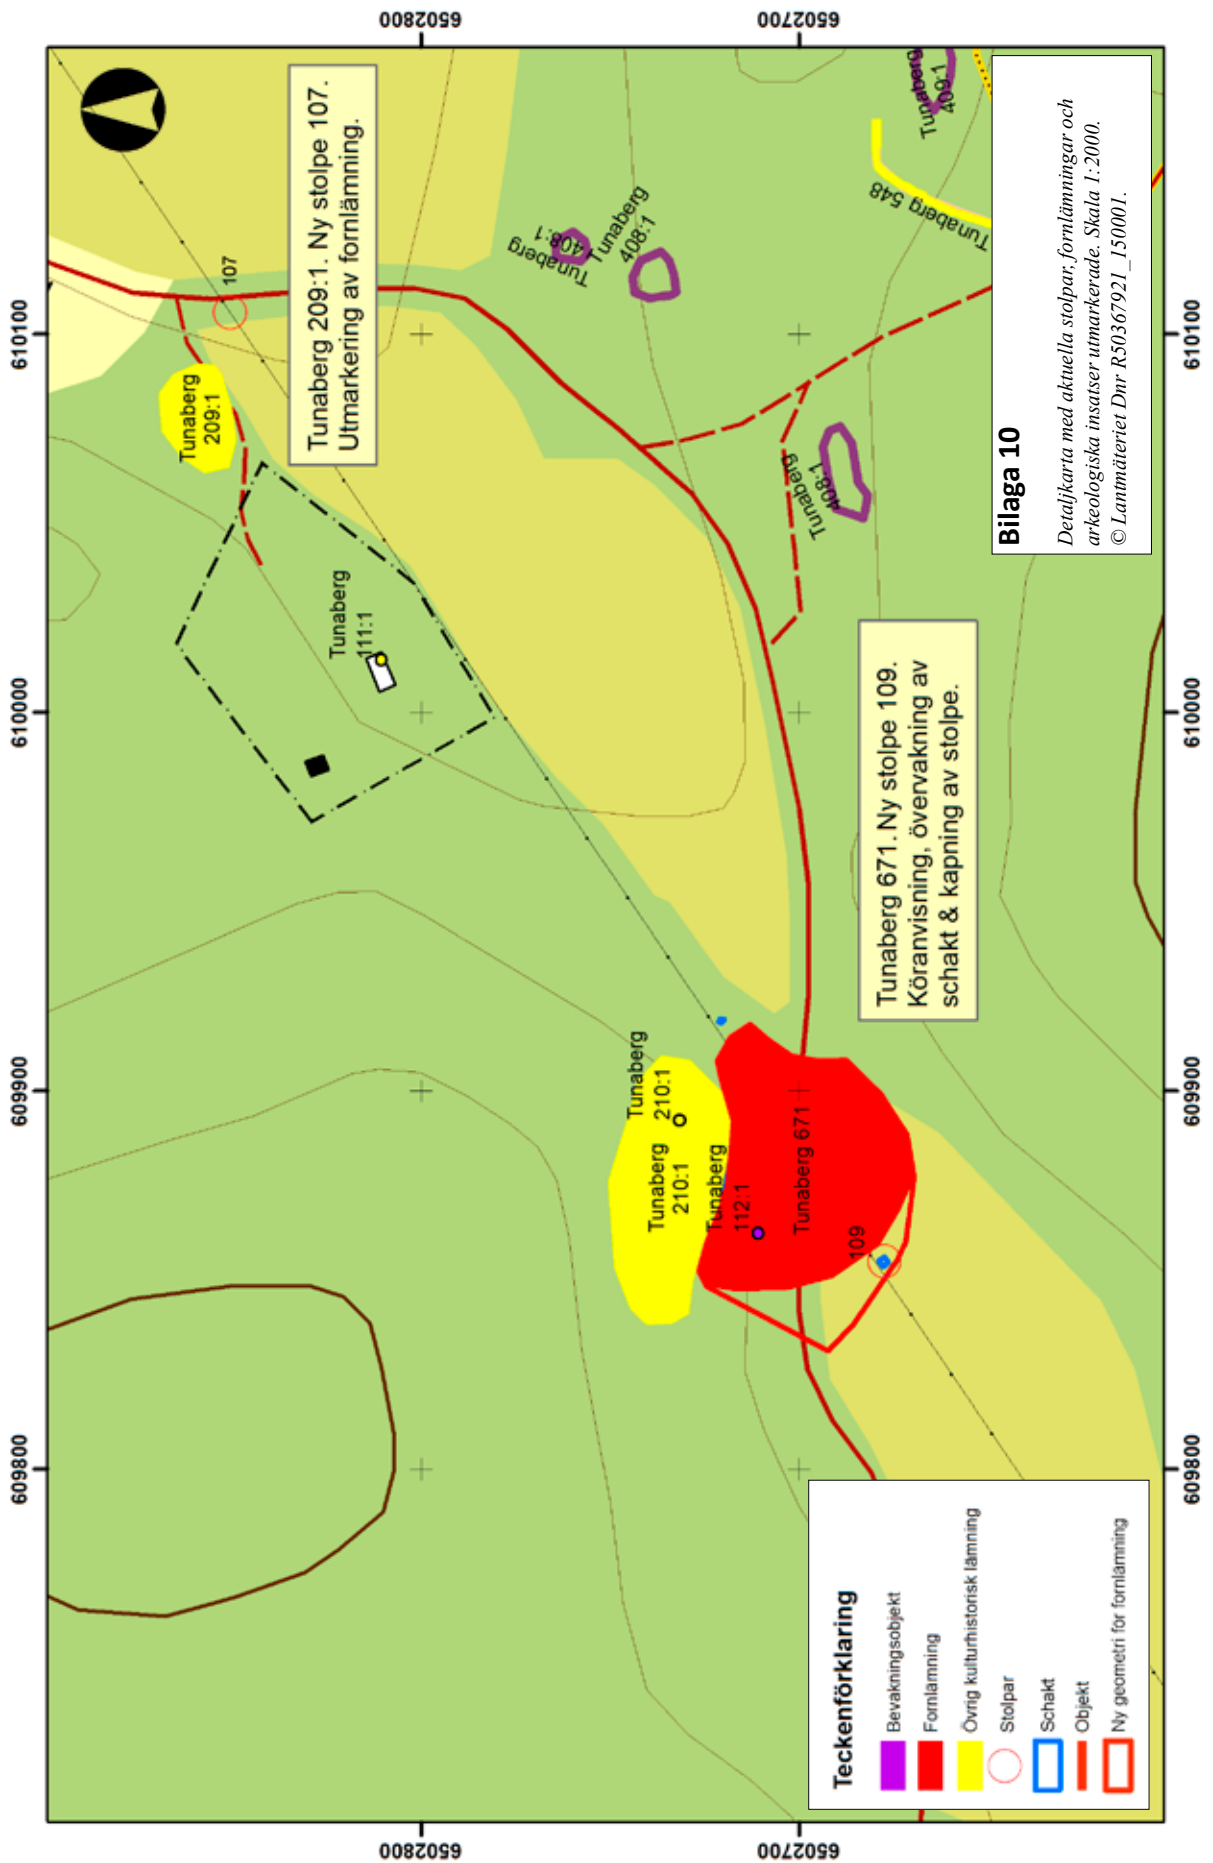 609800
609900
610000
610100
6502800
6502800
6502700
6502700
609800
609900
610000
610100
107
Tunaberg
209:1
Tunaberg 209:1. Ny stolpe 107.
Utmarkering av fornlämning.
Tunaberg
111:1
Tunaberg
408:1
Tunaberg
408:1
Tunaberg
408:1
Tunaberg
409:1
Tunaberg 548
Tunaberg
210:1
Tunaberg
210:1
Tunaberg
112:1
Tunaberg 671
109
Tunaberg 671. Ny stolpe 109.
Köranvisning, övervakning av
schakt & kapning av stolpe.
Teckenförklaring
Bevakningsobjekt
Fornlämning
Övrig kulturhistorisk lämning
Stolpar
Schakt
Objekt
Ny geometri för fornlämning
Bilaga 10
Detaljkarta med aktuella stolpar, fornlämningar och
arkeologiska insatser utmarkerade. Skala 1:2000.
© Lantmäteriet Dnr R50367921_150001.